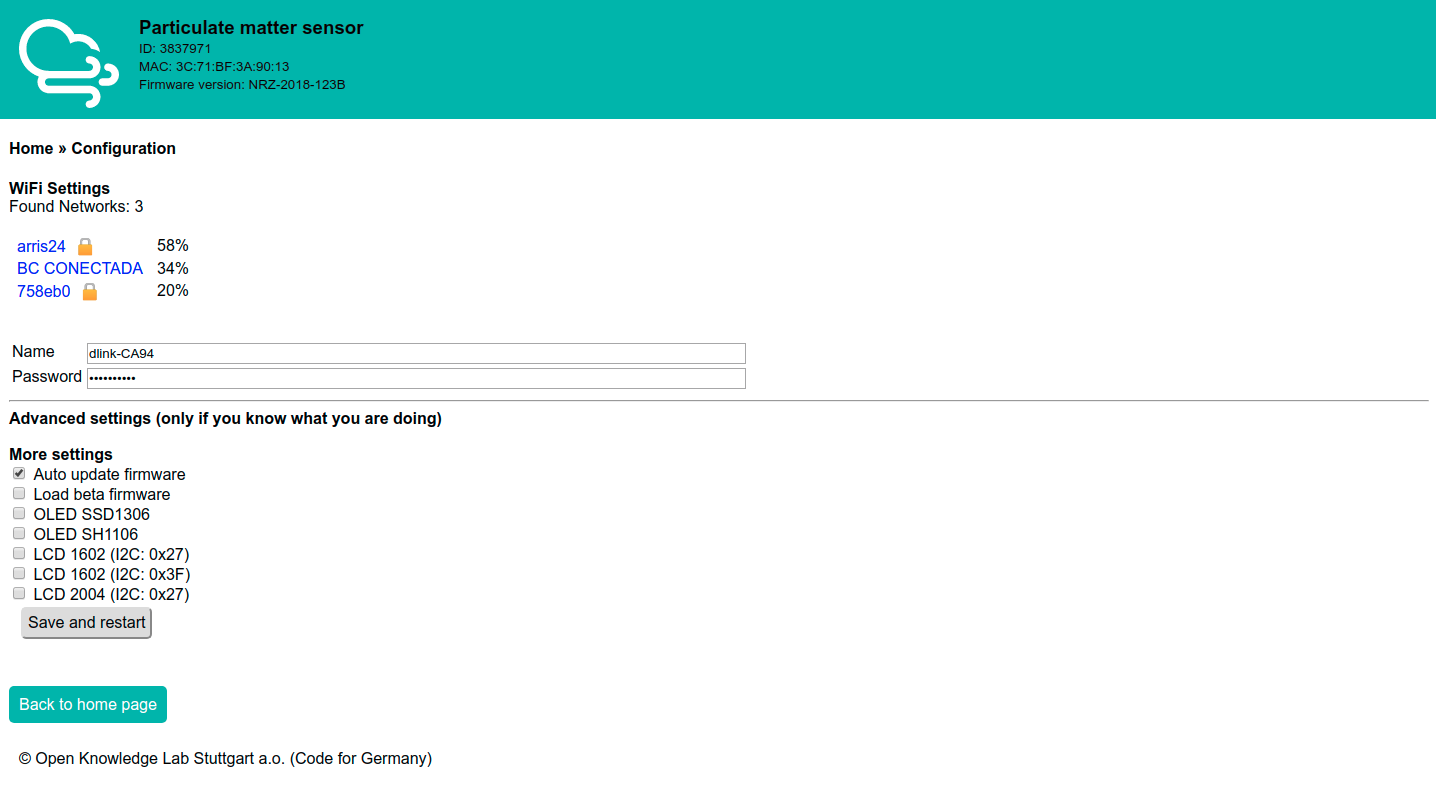 Particulate matter sensor
ID: 3837971
MAC: 3C:71:BF:3A:90:13
Firmware version: NRZ-2018-123B
Home » Configuration
WiFi Settings
Found Networks: 3
arris24 58%
BC CONECTADA 34%
758eb0 20%
Name dlink-CA94
Password ••••••••••
Advanced settings (only if you know what you are doing)
More settings
Auto update firmware
Load beta firmware
OLED SSD1306
OLED SH1106
LCD 1602 (I2C: 0x27)
LCD 1602 (I2C: 0x3F)
LCD 2004 (I2C: 0x27)
Save and restart
Back to home page
© Open Knowledge Lab Stuttgart a.o. (Code for Germany)